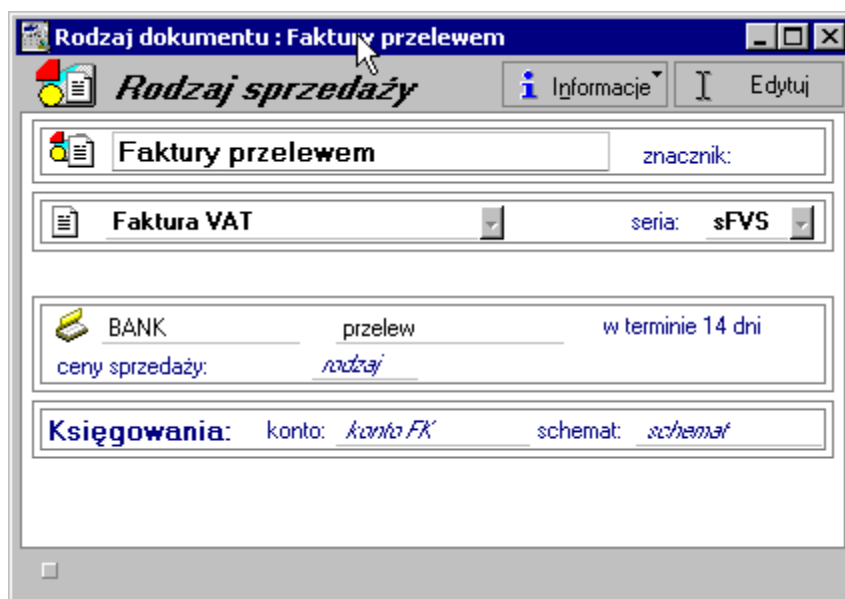 Rodzaj dokumentu : Faktury przelewem
Rodzaj sprzedaży Informacje Edytuj
Faktury przelewem znacznik:
Faktura VAT seria: sFVS
BANK przelew w terminie 14 dni
ceny sprzedaży: rodzaj
Księgowania: konto: konto FK schemat: schemat